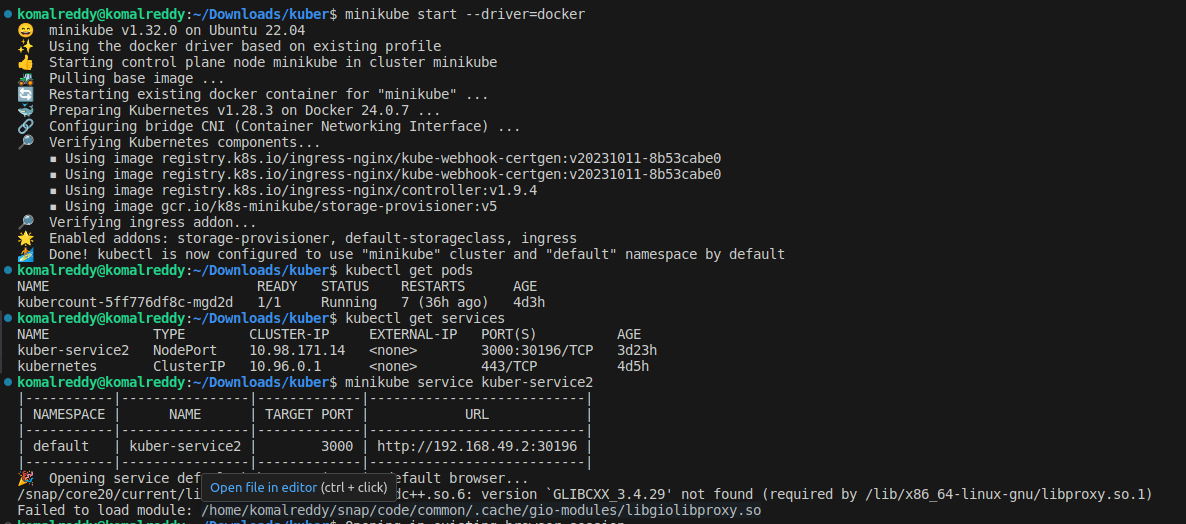 komalreddy@komalreddy:~/Downloads/kuber$ minikube start --driver=docker
😄  minikube v1.32.0 on Ubuntu 22.04
✨  Using the docker driver based on existing profile
👍  Starting control plane node minikube in cluster minikube
🚜  Pulling base image ...
🔄  Restarting existing docker container for "minikube" ...
🐳  Preparing Kubernetes v1.28.3 on Docker 24.0.7 ...
🔗  Configuring bridge CNI (Container Networking Interface) ...
🔎  Verifying Kubernetes components...
    ▪ Using image registry.k8s.io/ingress-nginx/kube-webhook-certgen:v20231011-8b53cabe0
    ▪ Using image registry.k8s.io/ingress-nginx/kube-webhook-certgen:v20231011-8b53cabe0
    ▪ Using image registry.k8s.io/ingress-nginx/controller:v1.9.4
    ▪ Using image gcr.io/k8s-minikube/storage-provisioner:v5
🔎  Verifying ingress addon...
🌟  Enabled addons: storage-provisioner, default-storageclass, ingress
🏄  Done! kubectl is now configured to use "minikube" cluster and "default" namespace by default
komalreddy@komalreddy:~/Downloads/kuber$ kubectl get pods
NAME                          READY   STATUS    RESTARTS      AGE
kubercount-5ff776df8c-mgd2d   1/1     Running   7 (36h ago)   4d3h
komalreddy@komalreddy:~/Downloads/kuber$ kubectl get services
NAME             TYPE        CLUSTER-IP     EXTERNAL-IP   PORT(S)          AGE
kuber-service2   NodePort    10.98.171.14   <none>        3000:30196/TCP   3d23h
kubernetes       ClusterIP   10.96.0.1      <none>        443/TCP          4d5h
komalreddy@komalreddy:~/Downloads/kuber$ minikube service kuber-service2
|-----------|----------------|-------------|---------------------------|
| NAMESPACE |      NAME      | TARGET PORT |            URL            |
|-----------|----------------|-------------|---------------------------|
| default   | kuber-service2 |        3000 | http://192.168.49.2:30196 |
|-----------|----------------|-------------|---------------------------|
🎉  Opening service def efault browser...
Open file in editor (ctrl + click)
/snap/core20/current/li dc++.so.6: version `GLIBCXX_3.4.29' not found (required by /lib/x86_64-linux-gnu/libproxy.so.1)
Failed to load module: /home/komalreddy/snap/code/common/.cache/gio-modules/libgiolibproxy.so